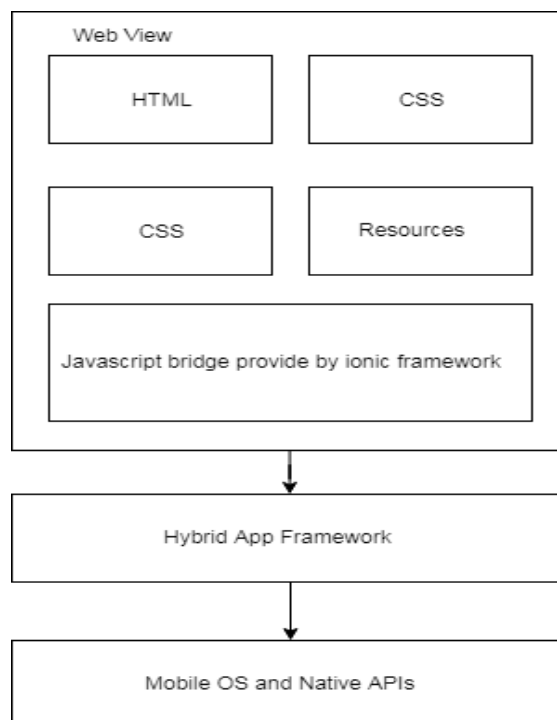 Web View
HTML
CSS
CSS
Resources
Javascript bridge provide by ionic framework
Hybrid App Framework
Mobile OS and Native APIs